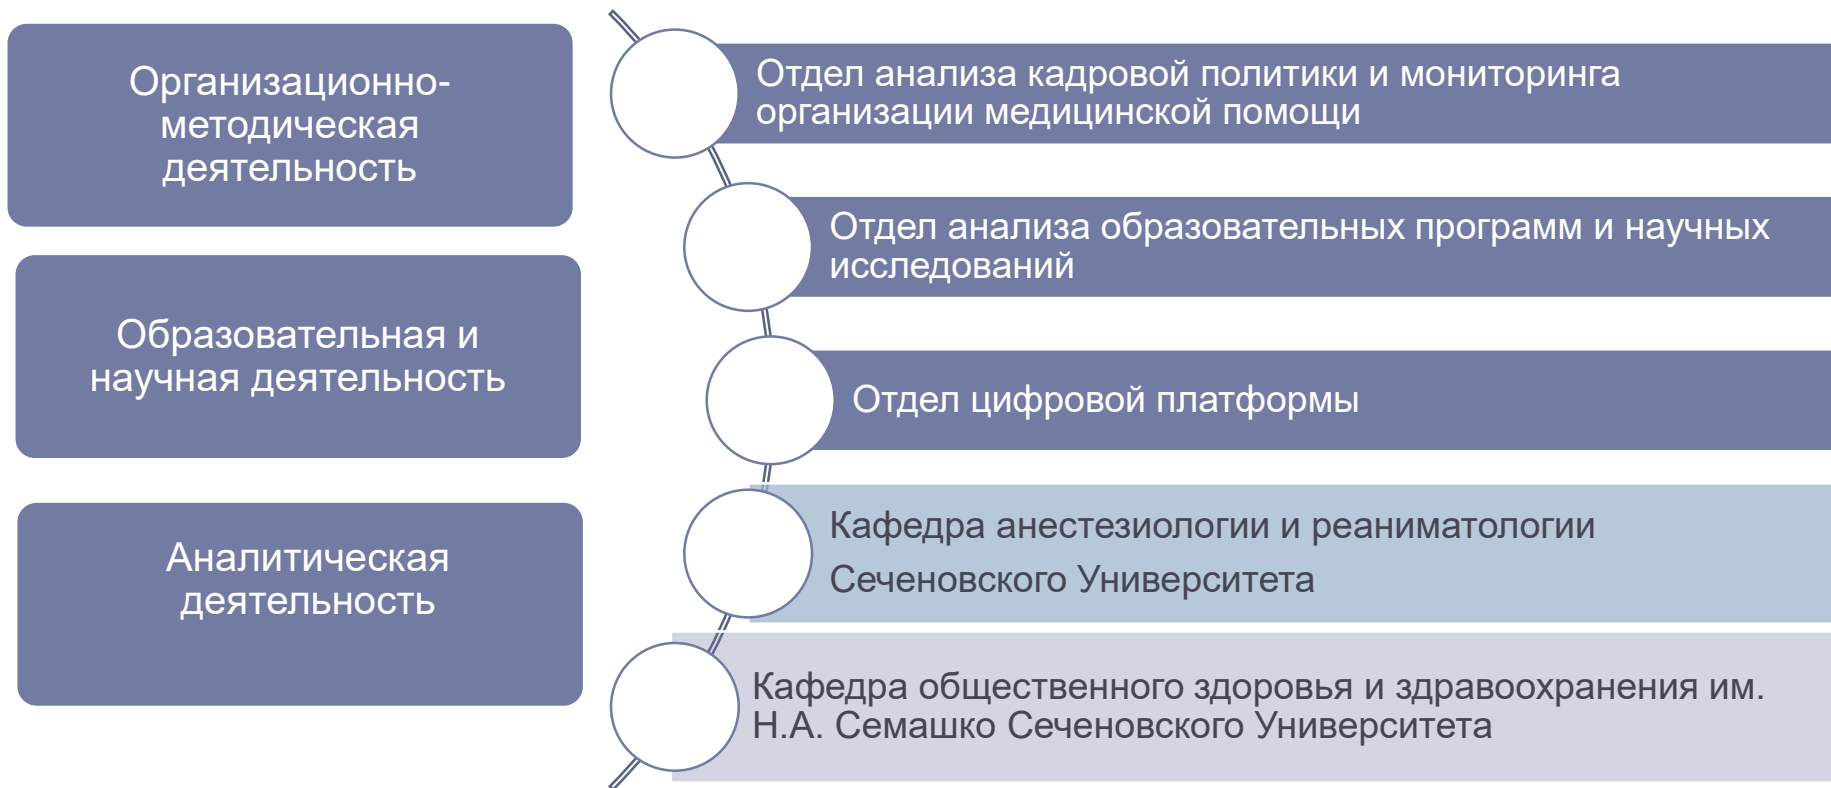 Организационно-
методическая
деятельность
Образовательная и
научная деятельность
Аналитическая
деятельность
Отдел анализа кадровой политики и мониторинга
организации медицинской помощи
Отдел анализа образовательных программ и научных
исследований
Отдел цифровой платформы
Кафедра анестезиологии и реаниматологии
Сеченовского Университета
Кафедра общественного здоровья и здравоохранения им.
Н.А. Семашко Сеченовского Университета